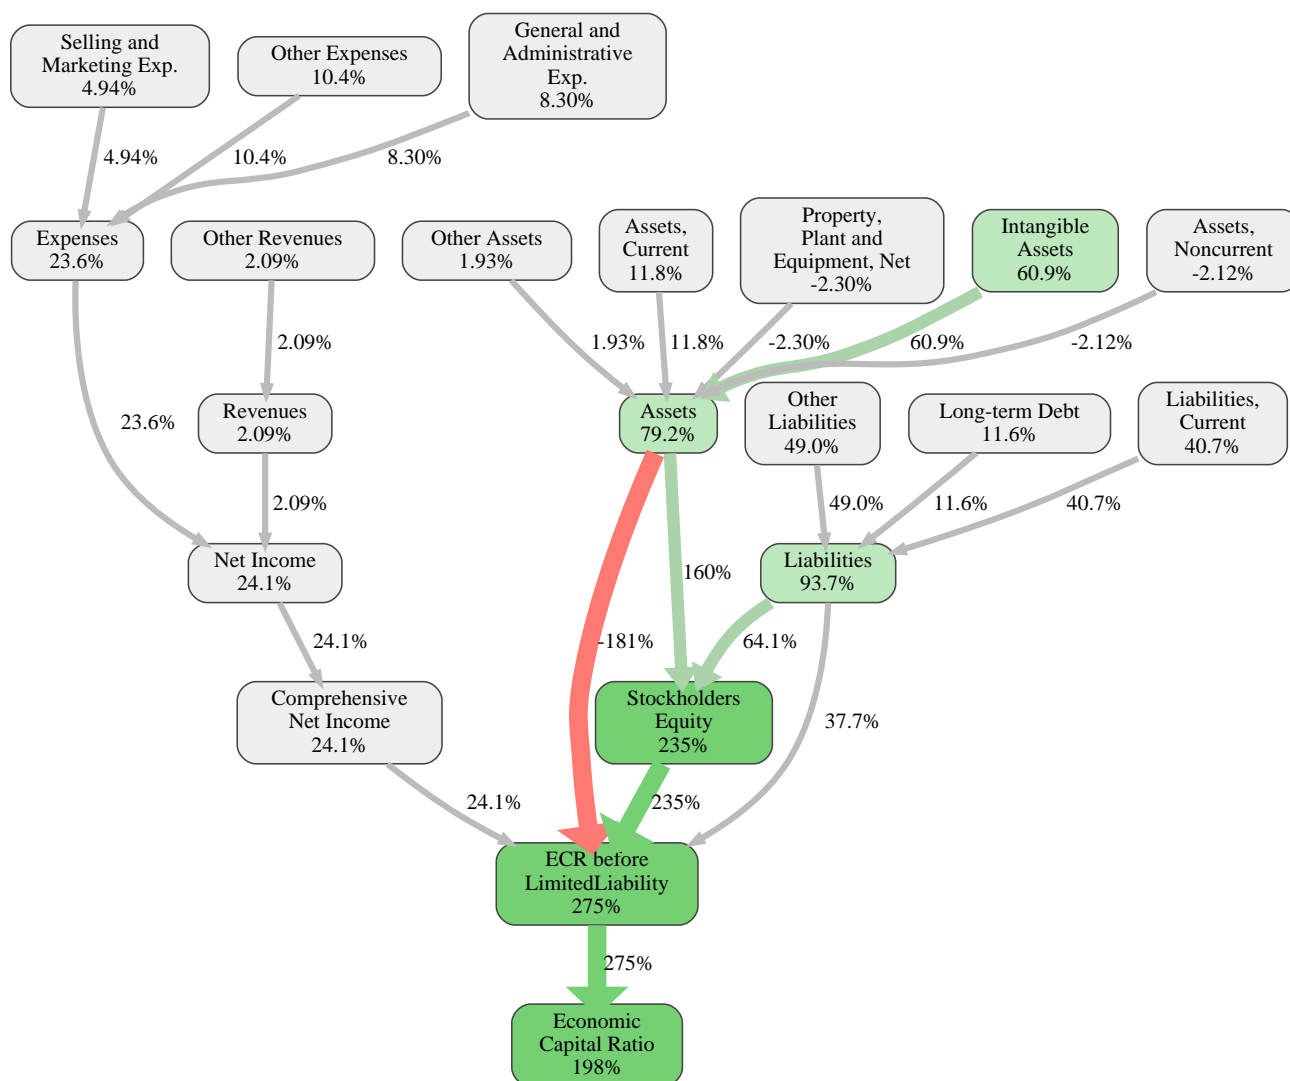 Selling and
Marketing Exp.
4.94%
Other Expenses
10.4%
General and
Administrative
Exp.
8.30%
4.94%
10.4%
8.30%
Expenses
23.6%
Other Revenues
2.09%
Other Assets
1.93%
Assets,
Current
11.8%
Property,
Plant and
Equipment, Net
-2.30%
Intangible
Assets
60.9%
Assets,
Noncurrent
-2.12%
2.09%
1.93%
11.8%
-2.30%
60.9%
-2.12%
23.6%
Revenues
2.09%
Assets
79.2%
Other
Liabilities
49.0%
Long-term Debt
11.6%
Liabilities,
Current
40.7%
2.09%
49.0%
11.6%
40.7%
Net Income
24.1%
160%
Liabilities
93.7%
24.1%
-181%
64.1%
Comprehensive
Net Income
24.1%
Stockholders
Equity
235%
37.7%
24.1%
235%
ECR before
LimitedLiability
275%
275%
Economic
Capital Ratio
198%